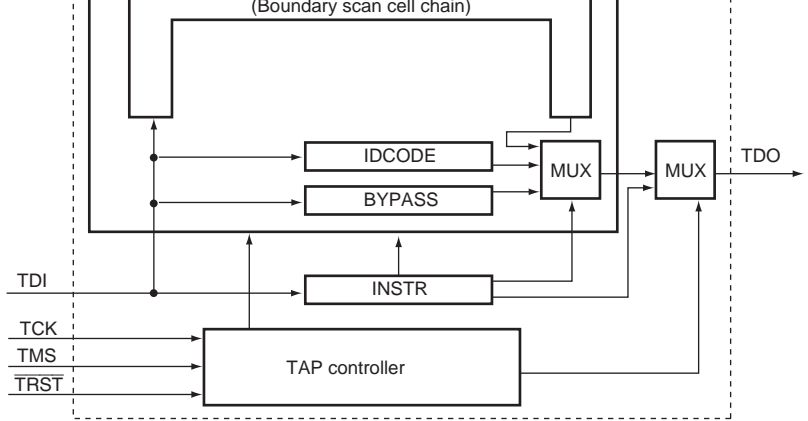 (Boundary scan cell chain)
IDCODE
BYPASS
MUX
MUX
TDO
TDI
INSTR
TCK
TMS
TRST
TAP controller